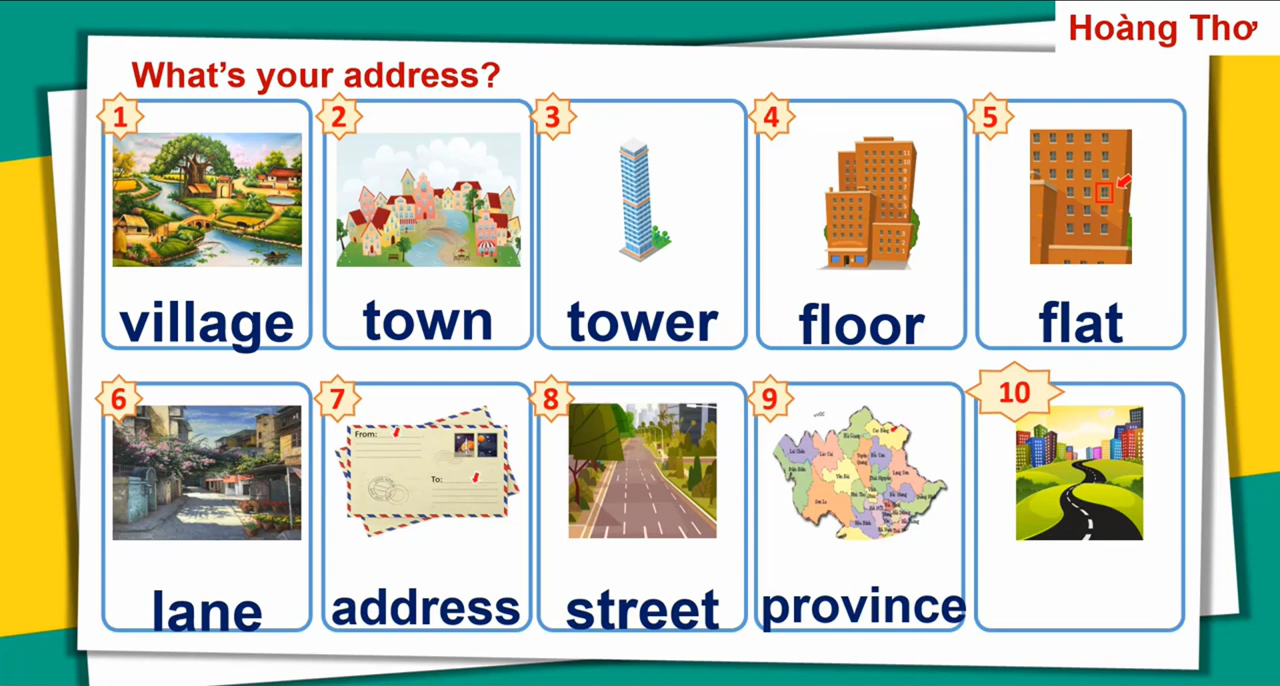 Hoàng Thơ
What's your address?
1
2
3
4
5
village
town
tower
floor
flat
6
7
8
9
10
From:
To:
lane
address
street
province